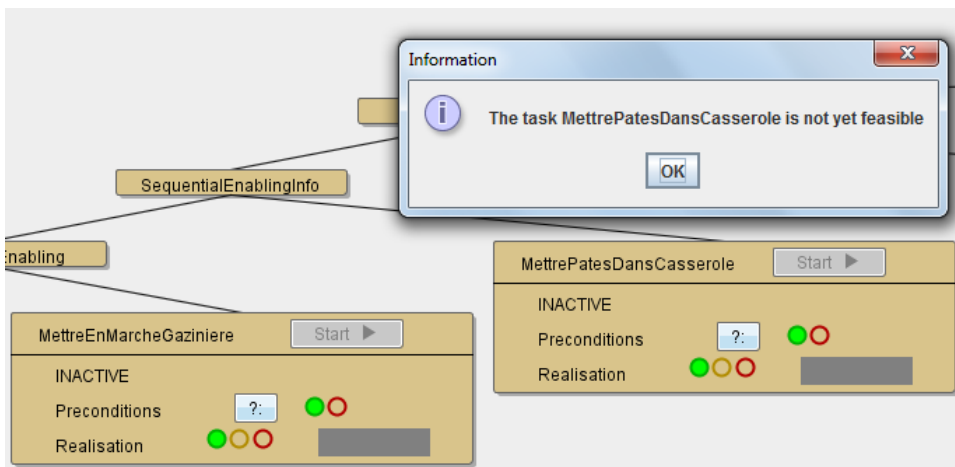 Information
The task MettrePatesDansCasserole is not yet feasible
OK
SequentialEnablingInfo
nabling
MettrePatesDansCasserole Start
INACTIVE
Preconditions ?:
Realisation
MettreEnMarcheGaziniere Start
INACTIVE
Preconditions ?:
Realisation